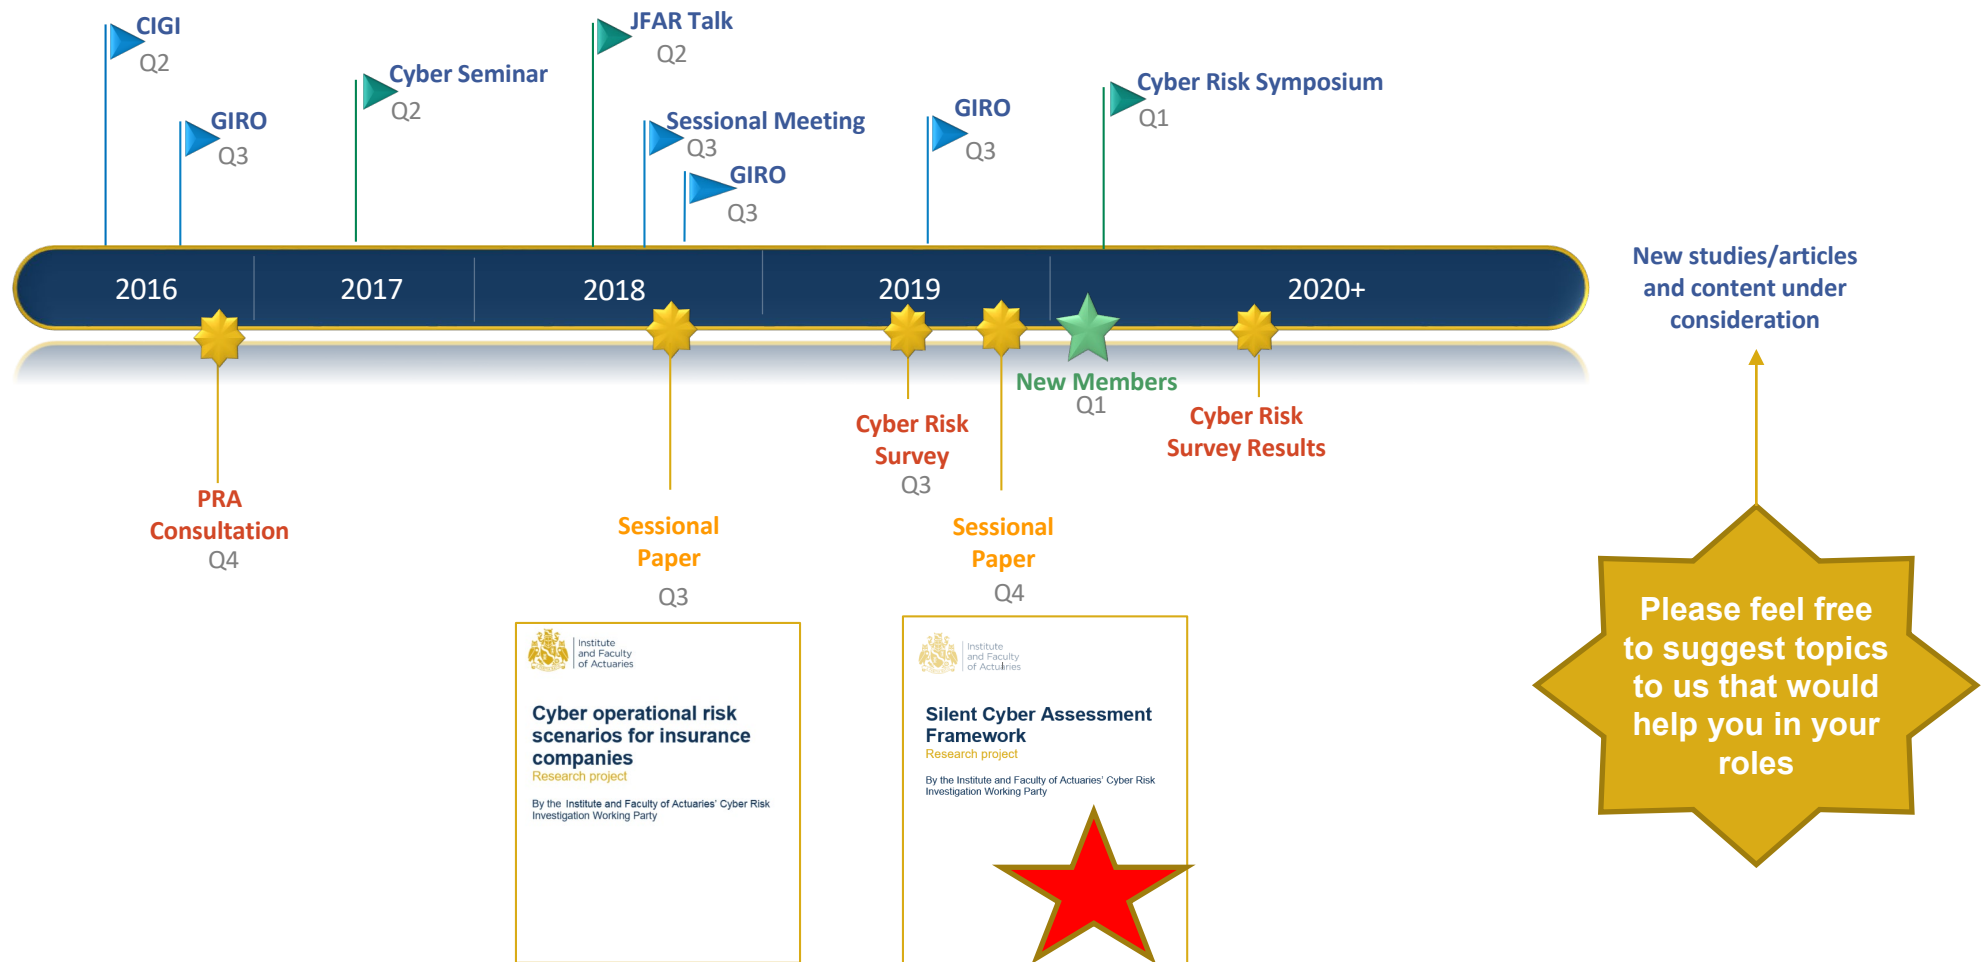 CIGI
Q2
GIRO
Q3
Cyber Seminar
Q2
JFAR Talk
Q2
Sessional Meeting
Q3
GIRO
Q3
GIRO
Q3
Cyber Risk Symposium
Q1
2016
2017
2018
2019
2020+
New studies/articles
and content under
consideration
PRA
Consultation
Q4
Sessional
Paper
Q3
Cyber Risk
Survey
Q3
Sessional
Paper
Q4
New Members
Q1
Cyber Risk
Survey Results
Institute
and Faculty
of Actuaries
Cyber operational risk
scenarios for insurance
companies
Research project
By the Institute and Faculty of Actuaries' Cyber Risk
Investigation Working Party
Institute
and Faculty
of Actuaries
Silent Cyber Assessment
Framework
Research project
By the Institute and Faculty of Actuaries' Cyber Risk
Investigation Working Party
Please feel free
to suggest topics
to us that would
help you in your
roles